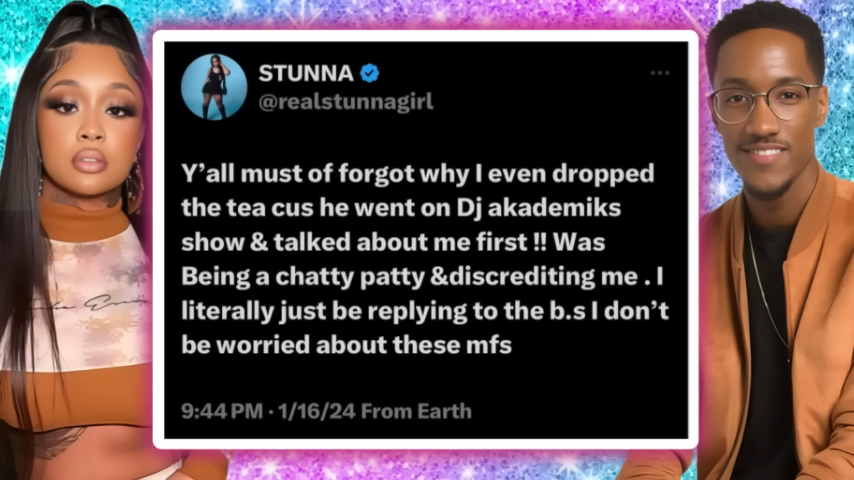 STUNNA
@realstunnagirl
Y’all must of forgot why I even dropped
the tea cus he went on Dj akademiks
show & talked about me first !! Was
Being a chatty patty &discrediting me . I
literally just be replying to the b.s I don’t
be worried about these mfs
9:44 PM · 1/16/24 From Earth